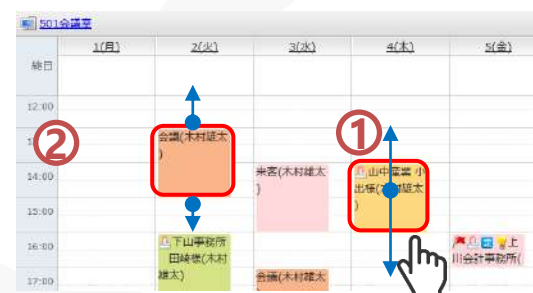 501会議室
1(月) 2(火) 3(水) 4(木) 5(金)
終日
12:00
②
①
会議(木村雄太
)
14:00
来客(木村雄太
)
山中産業 小
出様(木村雄太
)
15:00
16:00
下山事務所
田崎様(木村
雄太)
上
川会計事務所(
17:00
会議(木村雄太